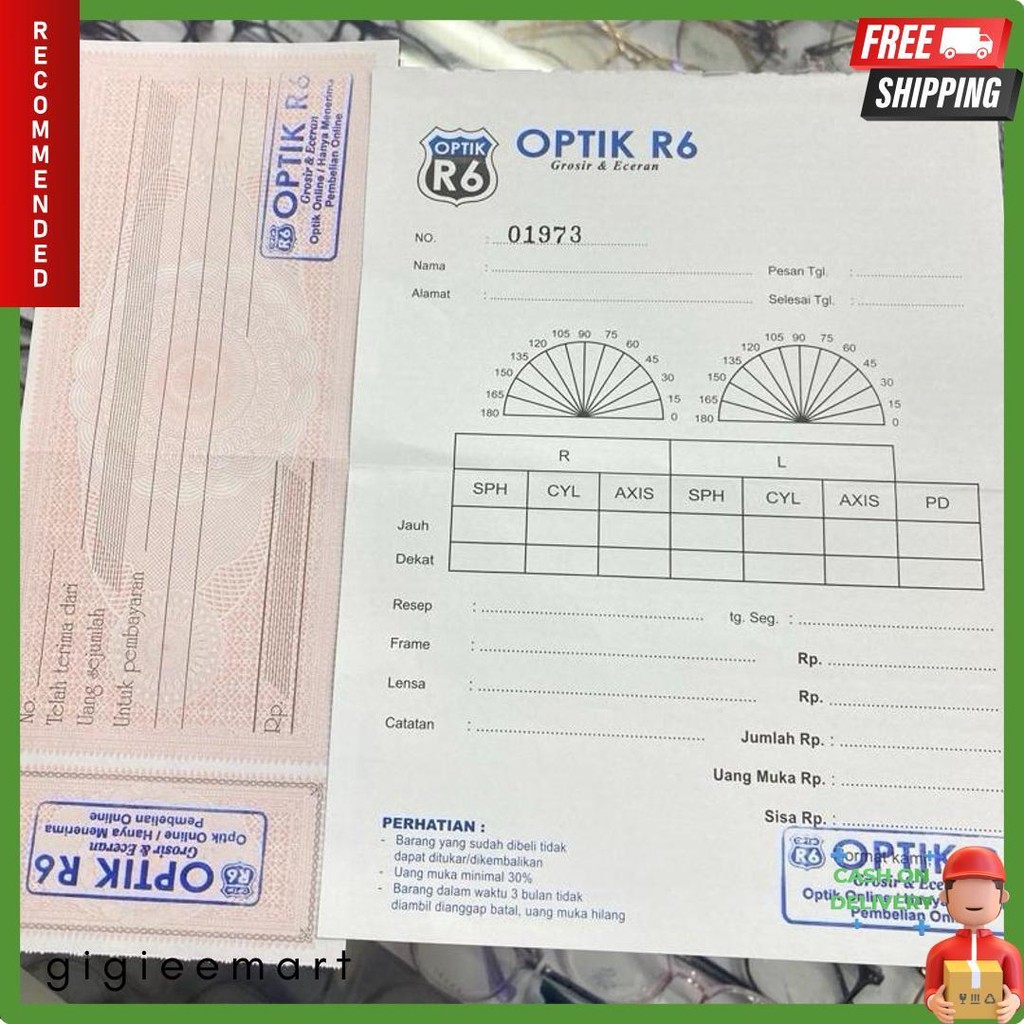 RECOMMENDED
FREE
SHIPPING
OPTIK R6
Grosir & Eceran
Optik Online / Hanya Menerima
Pembelian Online
No.
Telah terima dari
Uang sejumlah
Untuk pembayaran
Rp.
OPTIK R6
Grosir & Eceran
Optik Online / Hanya Menerima
Pembelian Online
OPTIK
R6
OPTIK R6
Grosir & Eceran
NO. : 01973
Nama :
Pesan Tgl. :
Alamat :
Selesai Tgl. :
180 165 150 135 120 105 90 75 60 45 30 15 0
180 165 150 135 120 105 90 75 60 45 30 15 0
R L
SPH CYL AXIS SPH CYL AXIS PD
Jauh
Dekat
Resep :
tg. Seg. :
Frame :
Rp.
Lensa :
Rp.
Catatan :
Jumlah Rp. :
Uang Muka Rp. :
Sisa Rp. :
PERHATIAN :
- Barang yang sudah dibeli tidak
dapat ditukar/dikembalikan
- Uang muka minimal 30%
- Barang dalam waktu 3 bulan tidak
diambil dianggap batal, uang muka hilang
R6 OPTIK
Pembelian
CASH ON
DELIVERY
gigieemart